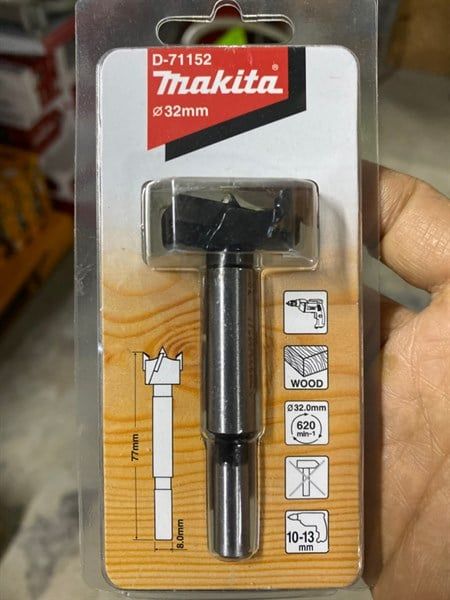 D-71152
makita®
ø32mm
WOOD
ø32.0mm
620
min-1
77mm
8.0mm
10-13
mm